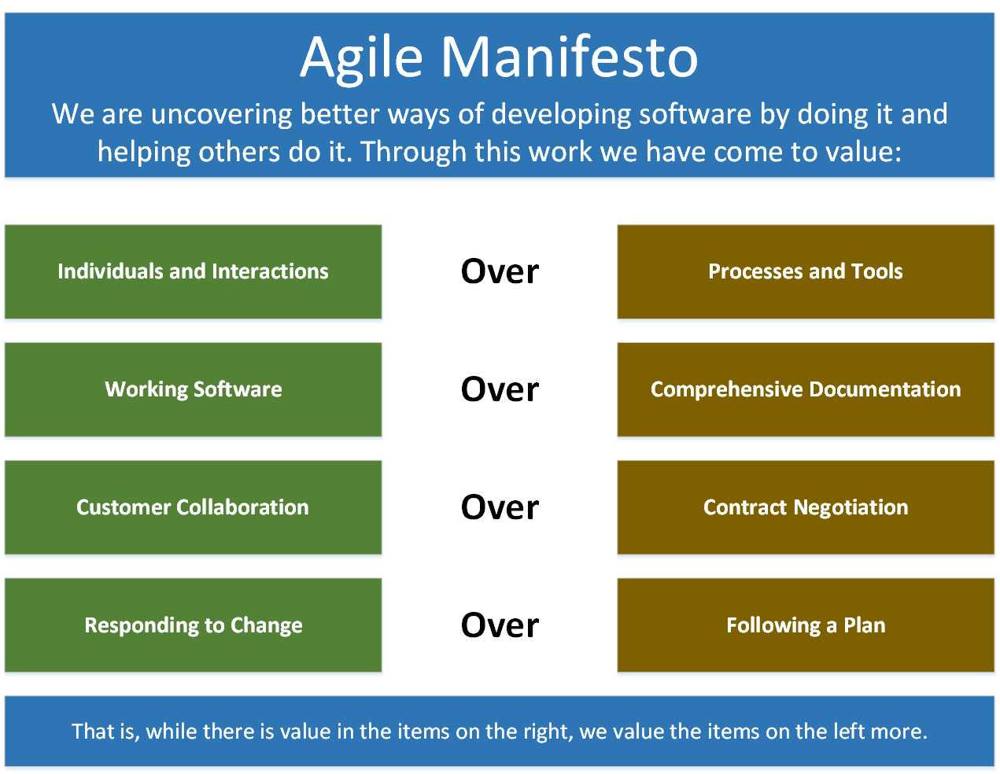 Agile Manifesto
We are uncovering better ways of developing software by doing it and
helping others do it. Through this work we have come to value:
Individuals and Interactions Over Processes and Tools
Working Software Over Comprehensive Documentation
Customer Collaboration Over Contract Negotiation
Responding to Change Over Following a Plan
That is, while there is value in the items on the right, we value the items on the left more.